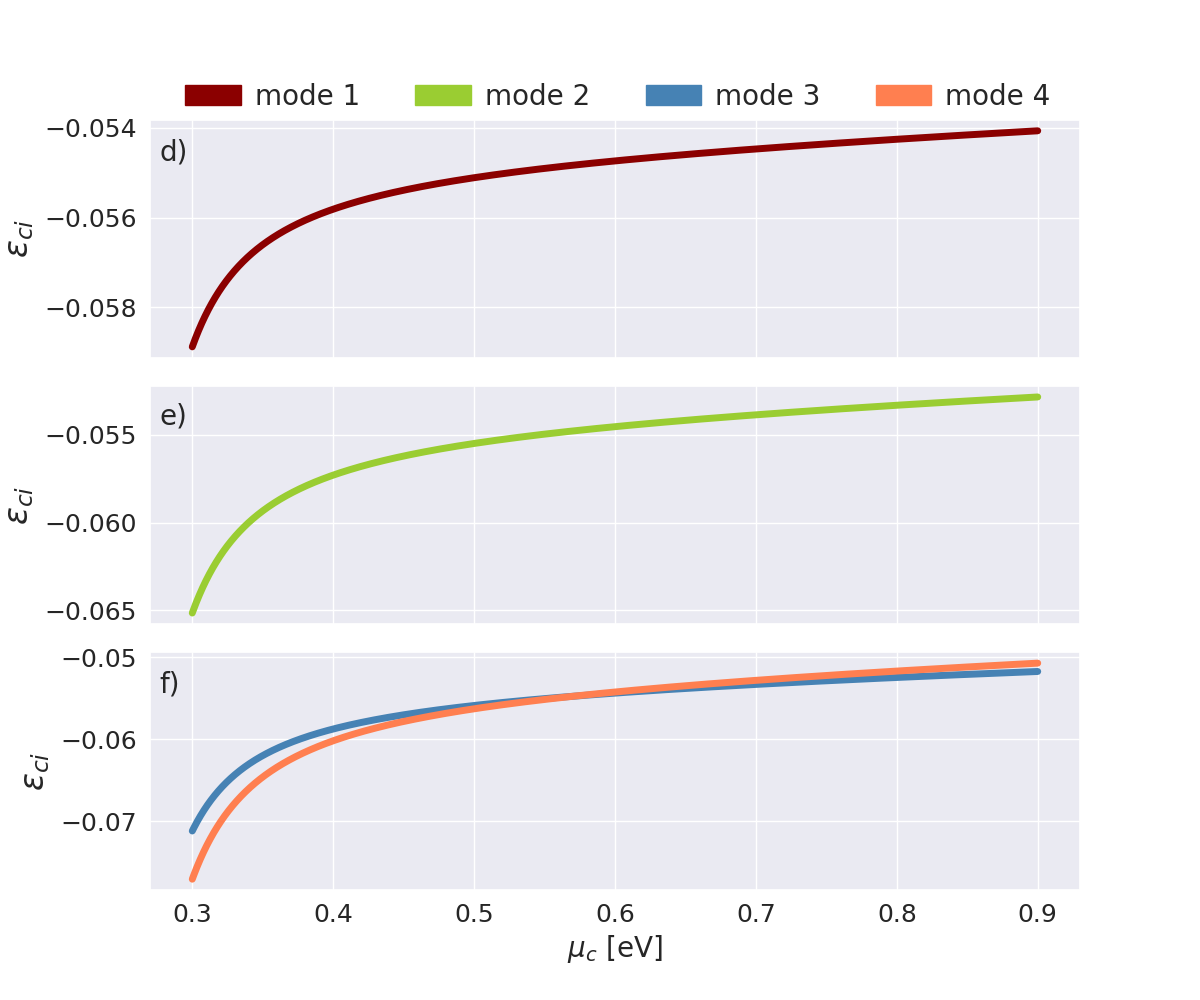 mode 1 mode 2 mode 3 mode 4
d)
−0.054
−0.056
−0.058
ε_ci
e)
−0.055
−0.060
−0.065
ε_ci
f)
−0.05
−0.06
−0.07
ε_ci
0.3 0.4 0.5 0.6 0.7 0.8 0.9
μ_c [eV]